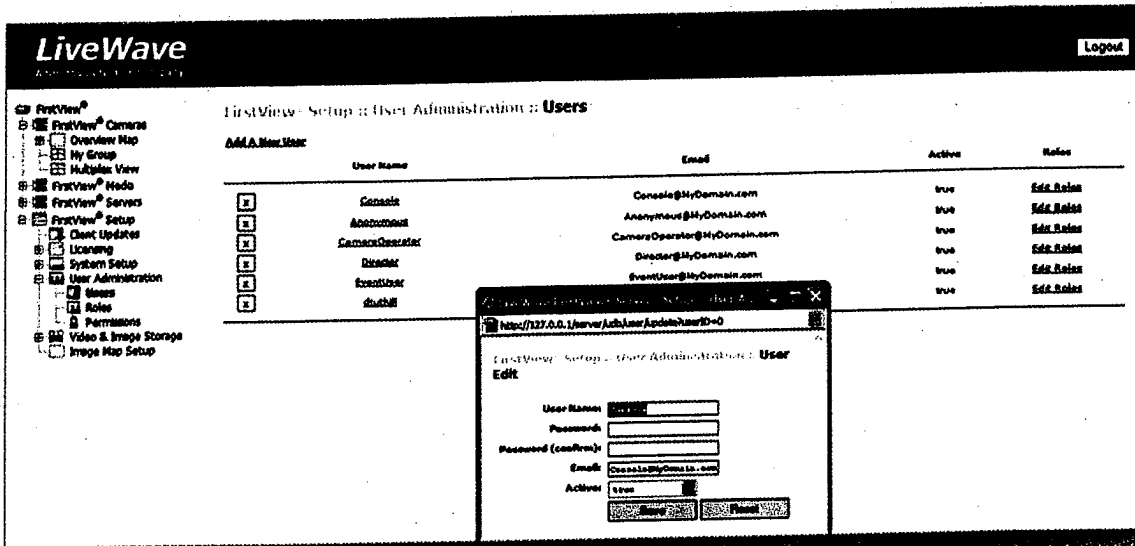 LiveWave
Logout
FirstView®
FirstView® Cameras
Overview Map
My Group
Multiplex View
FirstView® Nodo
FirstView® Servers
FirstView® Setup
Client Updates
Licensing
System Setup
User Administration
Users
Roles
Permissions
Video & Image Storage
Image Map Setup
FirstView Setup :: User Administration :: Users
Add A New User
User Name Email Active Roles
x Console Console@MyDomain.com true Edit Roles
x Anonymous Anonymous@MyDomain.com true Edit Roles
x CameraOperator CameraOperator@MyDomain.com true Edit Roles
x Director Director@MyDomain.com true Edit Roles
x EventUser EventUser@MyDomain.com true Edit Roles
x true Edit Roles
http://127.0.0.1/server/
FirstView Setup :: User Administration :: User
Edit
User Name:
Password:
Password (confirm):
Email: Console@MyDomain.com
Active: true
Save Reset